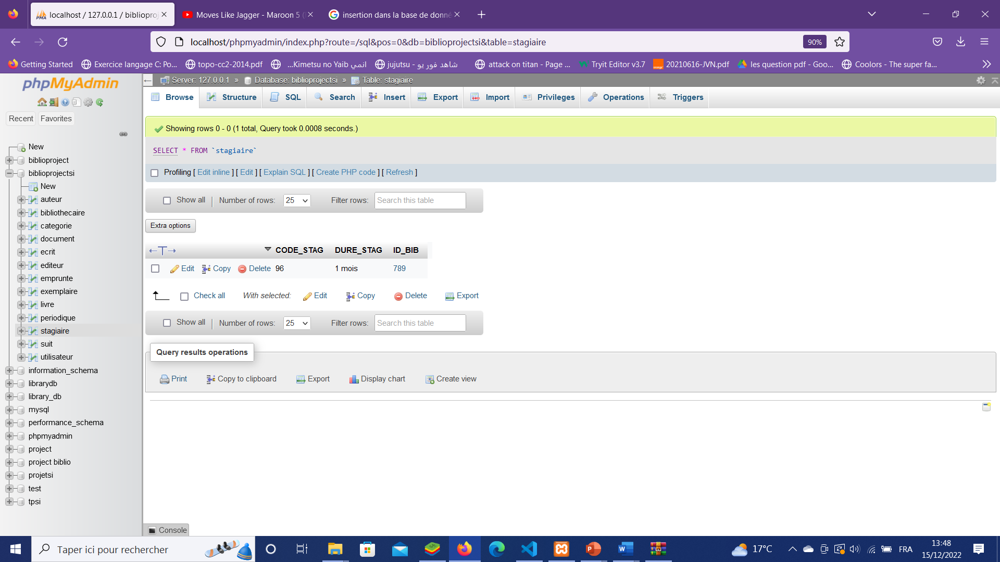 localhost / 127.0.0.1 / biblioproj
Moves Like Jagger - Maroon 5 (
insertion dans la base de donné
localhost/phpmyadmin/index.php?route=/sql&pos=0&db=biblioprojectsi&table=stagiaire
90%
Getting Started
Exercice langage C: Po...
topo-cc2-2014.pdf
انمي Kimetsu no Yaib...
شاهد فور يو - jujutsu
attack on titan - Page ...
Tryit Editor v3.7
20210616-JVN.pdf
les question pdf - Goo...
Coolors - The super fa...
phpMyAdmin
Recent
Favorites
New
biblioproject
biblioprojectsi
New
auteur
bibliothecaire
categorie
document
ecrit
editeur
emprunte
exemplaire
livre
periodique
stagiaire
suit
utilisateur
information_schema
librarydb
library_db
mysql
performance_schema
phpmyadmin
project
project biblio
projetsi
test
tpsi
Server: 127.0.0.1 » Database: biblioprojectsi » Table: stagiaire
Browse
Structure
SQL
Search
Insert
Export
Import
Privileges
Operations
Triggers
Showing rows 0 - 0 (1 total, Query took 0.0008 seconds.)
SELECT * FROM `stagiaire`
Profiling [ Edit inline ] [ Edit ] [ Explain SQL ] [ Create PHP code ] [ Refresh ]
Show all | Number of rows: 25 Filter rows: Search this table
Extra options
CODE_STAG DURE_STAG ID_BIB
Edit Copy Delete 96 1 mois 789
Check all With selected: Edit Copy Delete Export
Show all | Number of rows: 25 Filter rows: Search this table
Query results operations
Print Copy to clipboard Export Display chart Create view
Console
Taper ici pour rechercher
17°C
FRA
13:48
15/12/2022